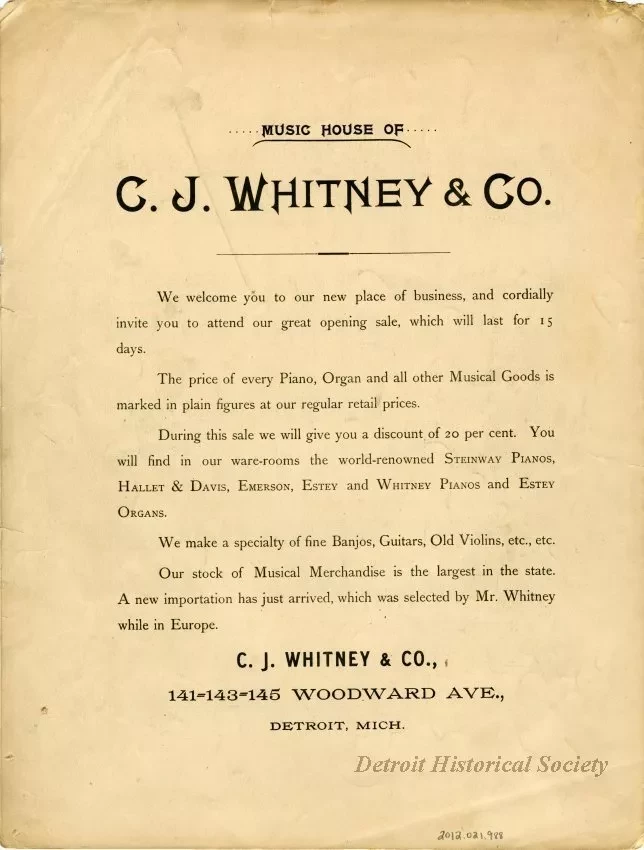 MUSIC HOUSE OF
C. J. WHITNEY & CO.
We welcome you to our new place of business, and cordially
invite you to attend our great opening sale, which will last for 15
days.
The price of every Piano, Organ and all other Musical Goods is
marked in plain figures at our regular retail prices.
During this sale we will give you a discount of 20 per cent. You
will find in our ware-rooms the world-renowned STEINWAY PIANOS,
HALLET & DAVIS, EMERSON, ESTEY and WHITNEY PIANOS and ESTEY
ORGANS.
We make a specialty of fine Banjos, Guitars, Old Violins, etc., etc.
Our stock of Musical Merchandise is the largest in the state.
A new importation has just arrived, which was selected by Mr. Whitney
while in Europe.
C. J. WHITNEY & CO.,
141=143=145 WOODWARD AVE.,
DETROIT, MICH.
Detroit Historical Society
2012.021.988